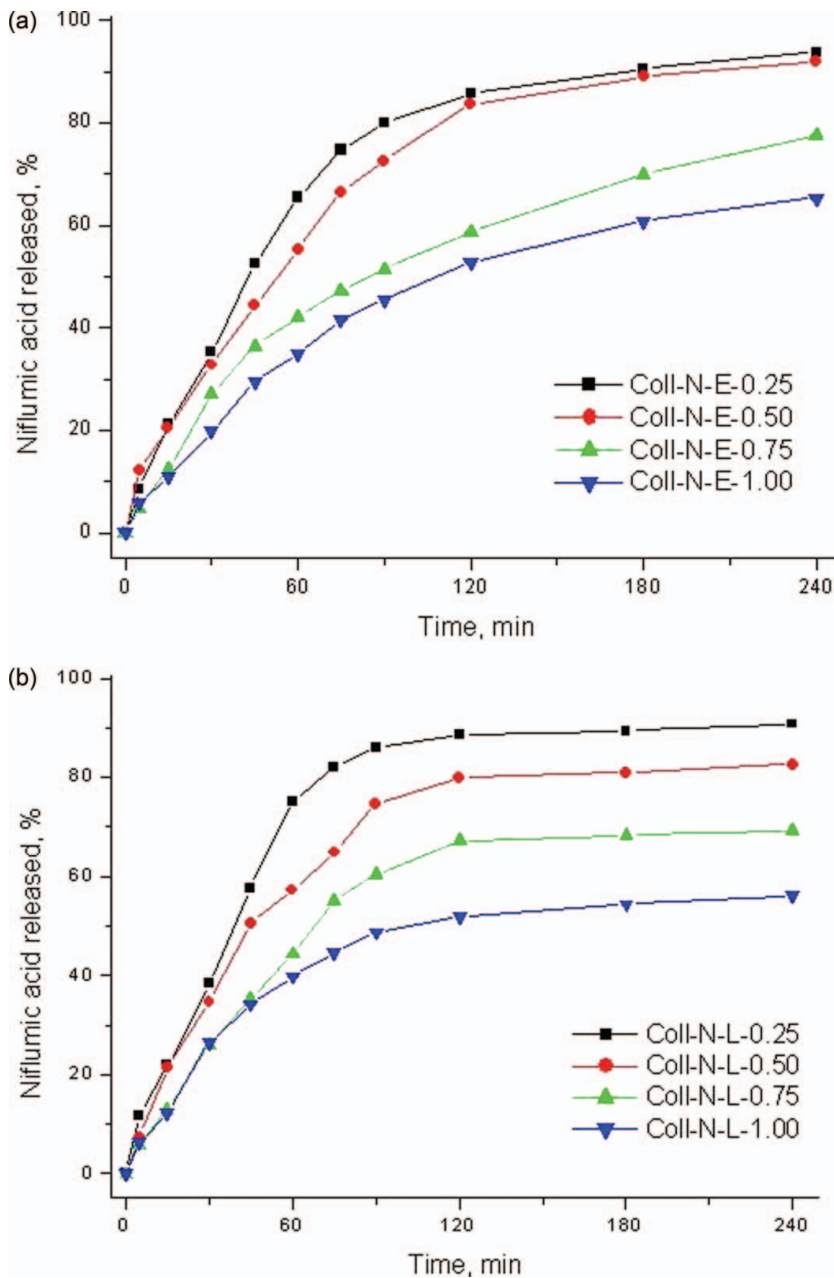 (a)
100
80
60
40
20
0
Niflumic acid released, %
Coll-N-E-0.25
Coll-N-E-0.50
Coll-N-E-0.75
Coll-N-E-1.00
0 60 120 180 240
Time, min
(b)
100
80
60
40
20
0
Niflumic acid released, %
Coll-N-L-0.25
Coll-N-L-0.50
Coll-N-L-0.75
Coll-N-L-1.00
0 60 120 180 240
Time, min